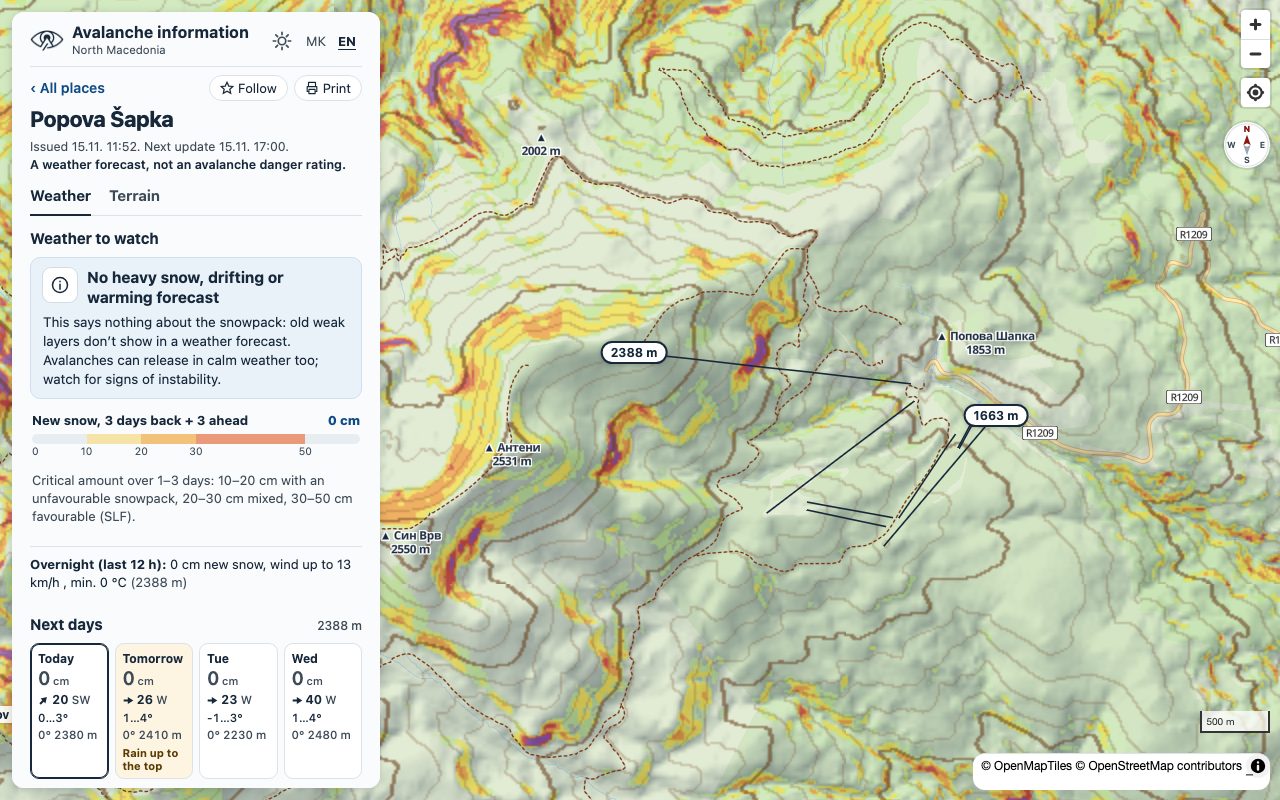 Avalanche information
North Macedonia
MK EN
‹ All places
Follow
Print
Popova Šapka
Issued 15.11. 11:52. Next update 15.11. 17:00.
A weather forecast, not an avalanche danger rating.
Weather Terrain
Weather to watch
No heavy snow, drifting or
warming forecast
This says nothing about the snowpack: old weak
layers don’t show in a weather forecast.
Avalanches can release in calm weather too;
watch for signs of instability.
New snow, 3 days back + 3 ahead 0 cm
0 10 20 30 50
Critical amount over 1–3 days: 10–20 cm with an
unfavourable snowpack, 20–30 cm mixed, 30–50 cm
favourable (SLF).
Overnight (last 12 h): 0 cm new snow, wind up to 13
km/h , min. 0 °C (2388 m)
Next days 2388 m
Today
0 cm
20 SW
0…3°
0° 2380 m
Tomorrow
0 cm
26 W
1…4°
0° 2410 m
Rain up to
the top
Tue
0 cm
23 W
-1…3°
0° 2230 m
Wed
0 cm
40 W
1…4°
0° 2480 m
2002 m
2388 m
Попова Шапка
1853 m
1663 m
Антени
2531 m
Син Врв
2550 m
R1209
R1209
R1209
N
W E
S
500 m
© OpenMapTiles © OpenStreetMap contributors